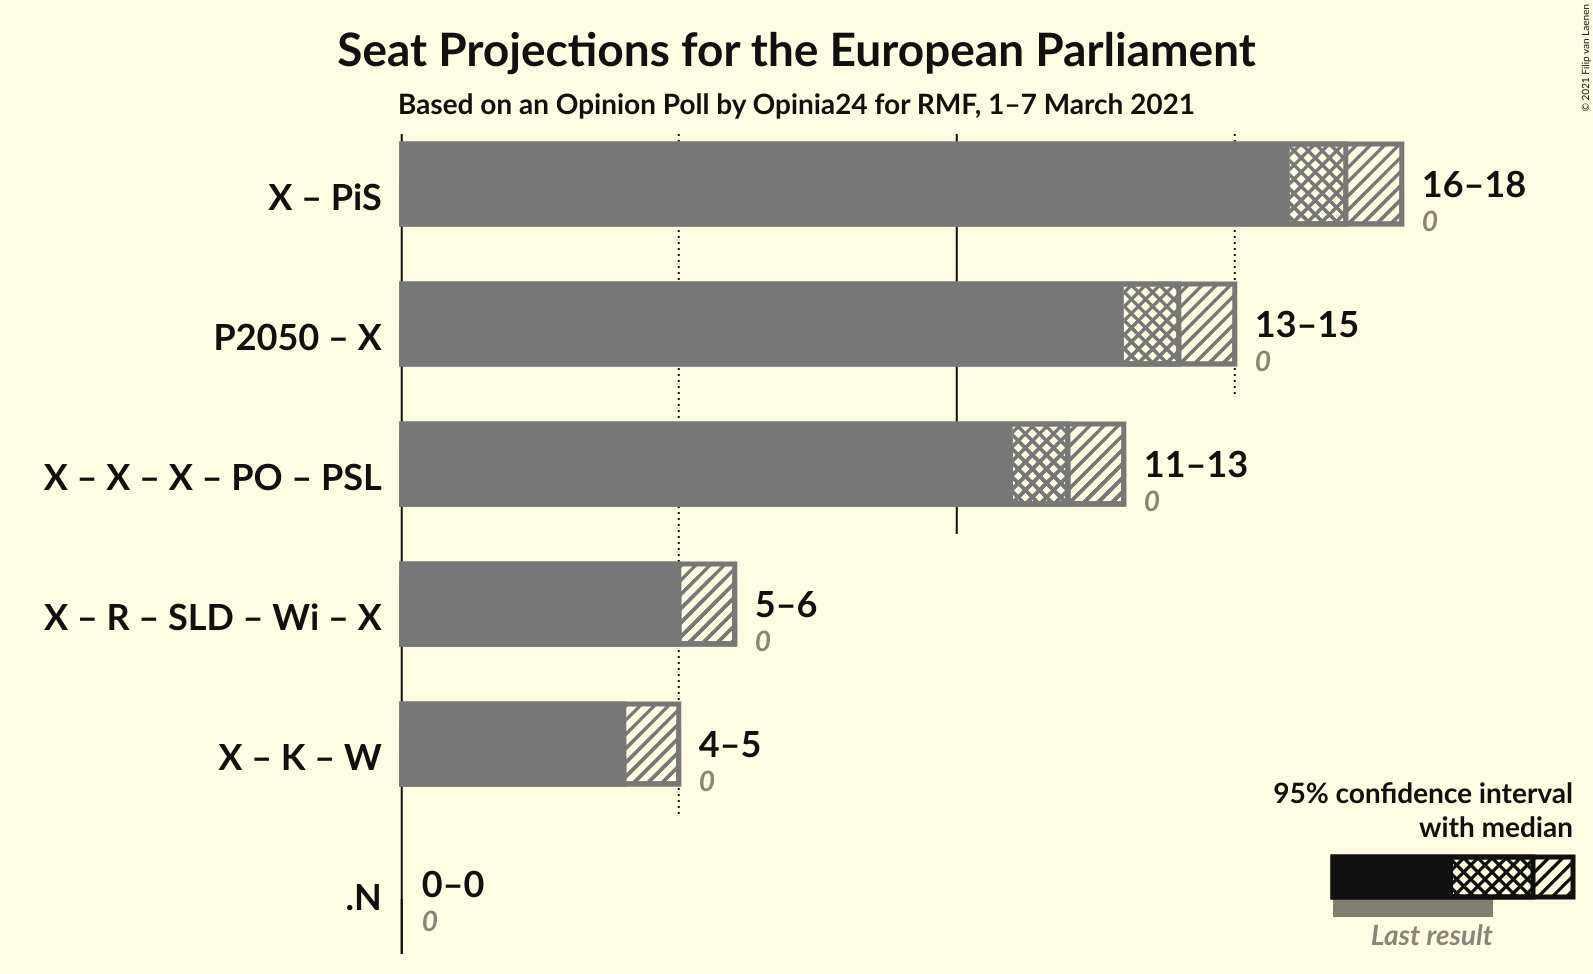 Seat Projections for the European Parliament
Based on an Opinion Poll by Opinia24 for RMF, 1–7 March 2021
© 2021 Filip van Laenen
X – PiS
16–18
0
P2050 – X
13–15
0
X – X – X – PO – PSL
11–13
0
X – R – SLD – Wi – X
5–6
0
X – K – W
4–5
0
.N
0–0
0
95% confidence interval
with median
Last result